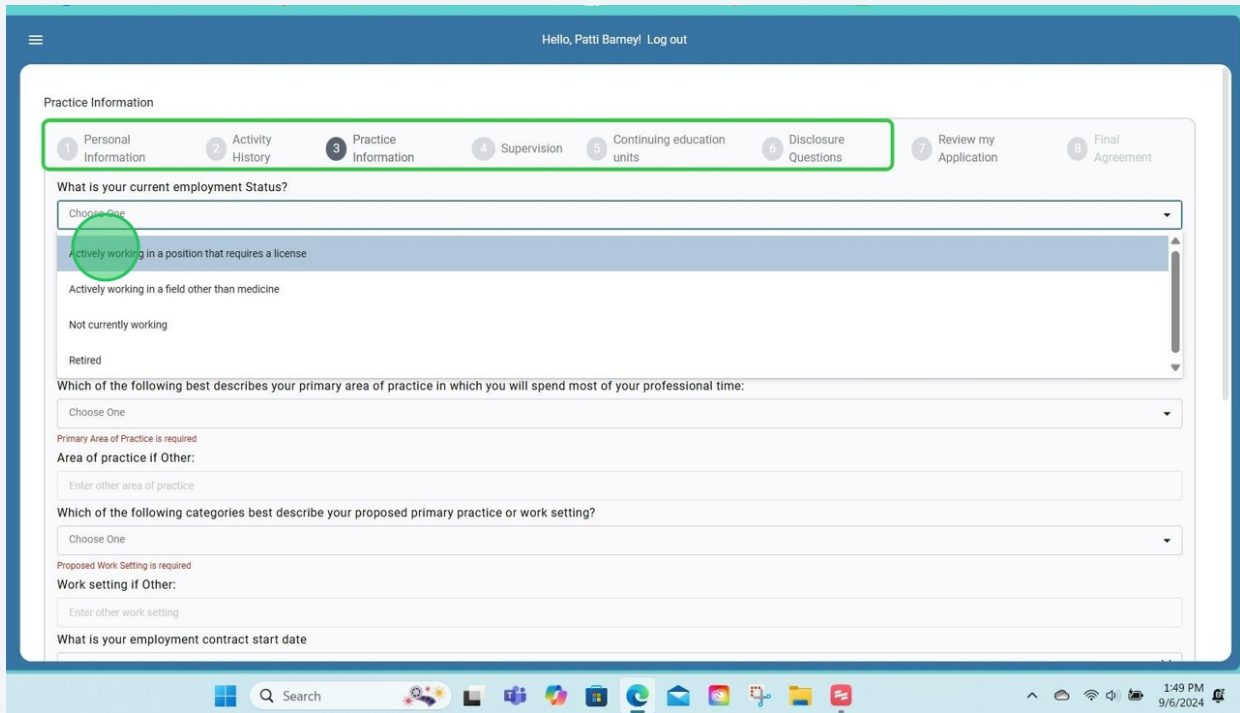 Hello, Patti Barney! Log out
Practice Information
1 Personal Information
2 Activity History
3 Practice Information
4 Supervision
5 Continuing education units
6 Disclosure Questions
7 Review my Application
8 Final Agreement
What is your current employment Status?
Choose One
Actively working in a position that requires a license
Actively working in a field other than medicine
Not currently working
Retired
Which of the following best describes your primary area of practice in which you will spend most of your professional time:
Choose One
Primary Area of Practice is required
Area of practice if Other:
Enter other area of practice
Which of the following categories best describe your proposed primary practice or work setting?
Choose One
Proposed Work Setting is required
Work setting if Other:
Enter other work setting
What is your employment contract start date
Search
1:49 PM
9/6/2024